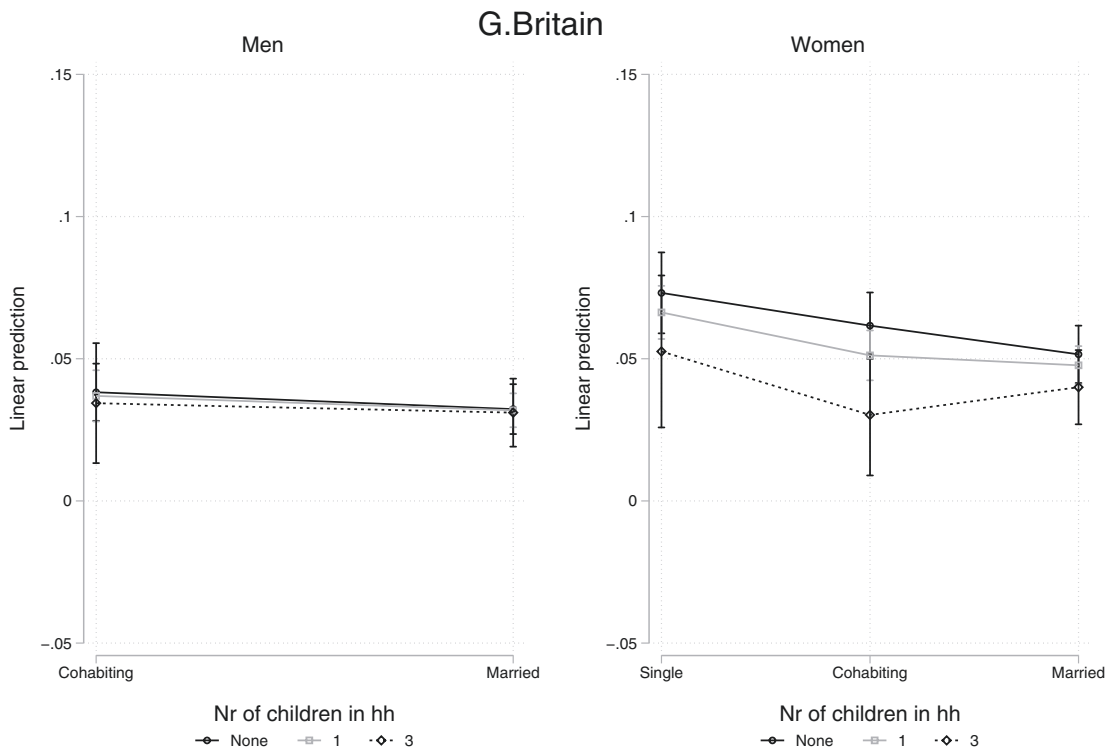 G.Britain
Men
Linear prediction
.15
.1
.05
0
−.05
Cohabiting Married
Nr of children in hh
None 1 3
Women
Linear prediction
.15
.1
.05
0
−.05
Single Cohabiting Married
Nr of children in hh
None 1 3